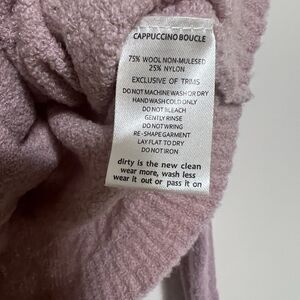 CAPPUCCINO BOUCLE
75% WOOL NON-MULESED
25% NYLON
EXCLUSIVE OF TRIMS
DO NOT MACHINE WASH OR DRY
HAND WASH COLD ONLY
DO NOT BLEACH
GENTLY RINSE
DO NOT WRING
RE-SHAPE GARMENT
LAY FLAT TO DRY
DO NOT IRON
dirty is the new clean
wear more, wash less
wear it out or pass it on